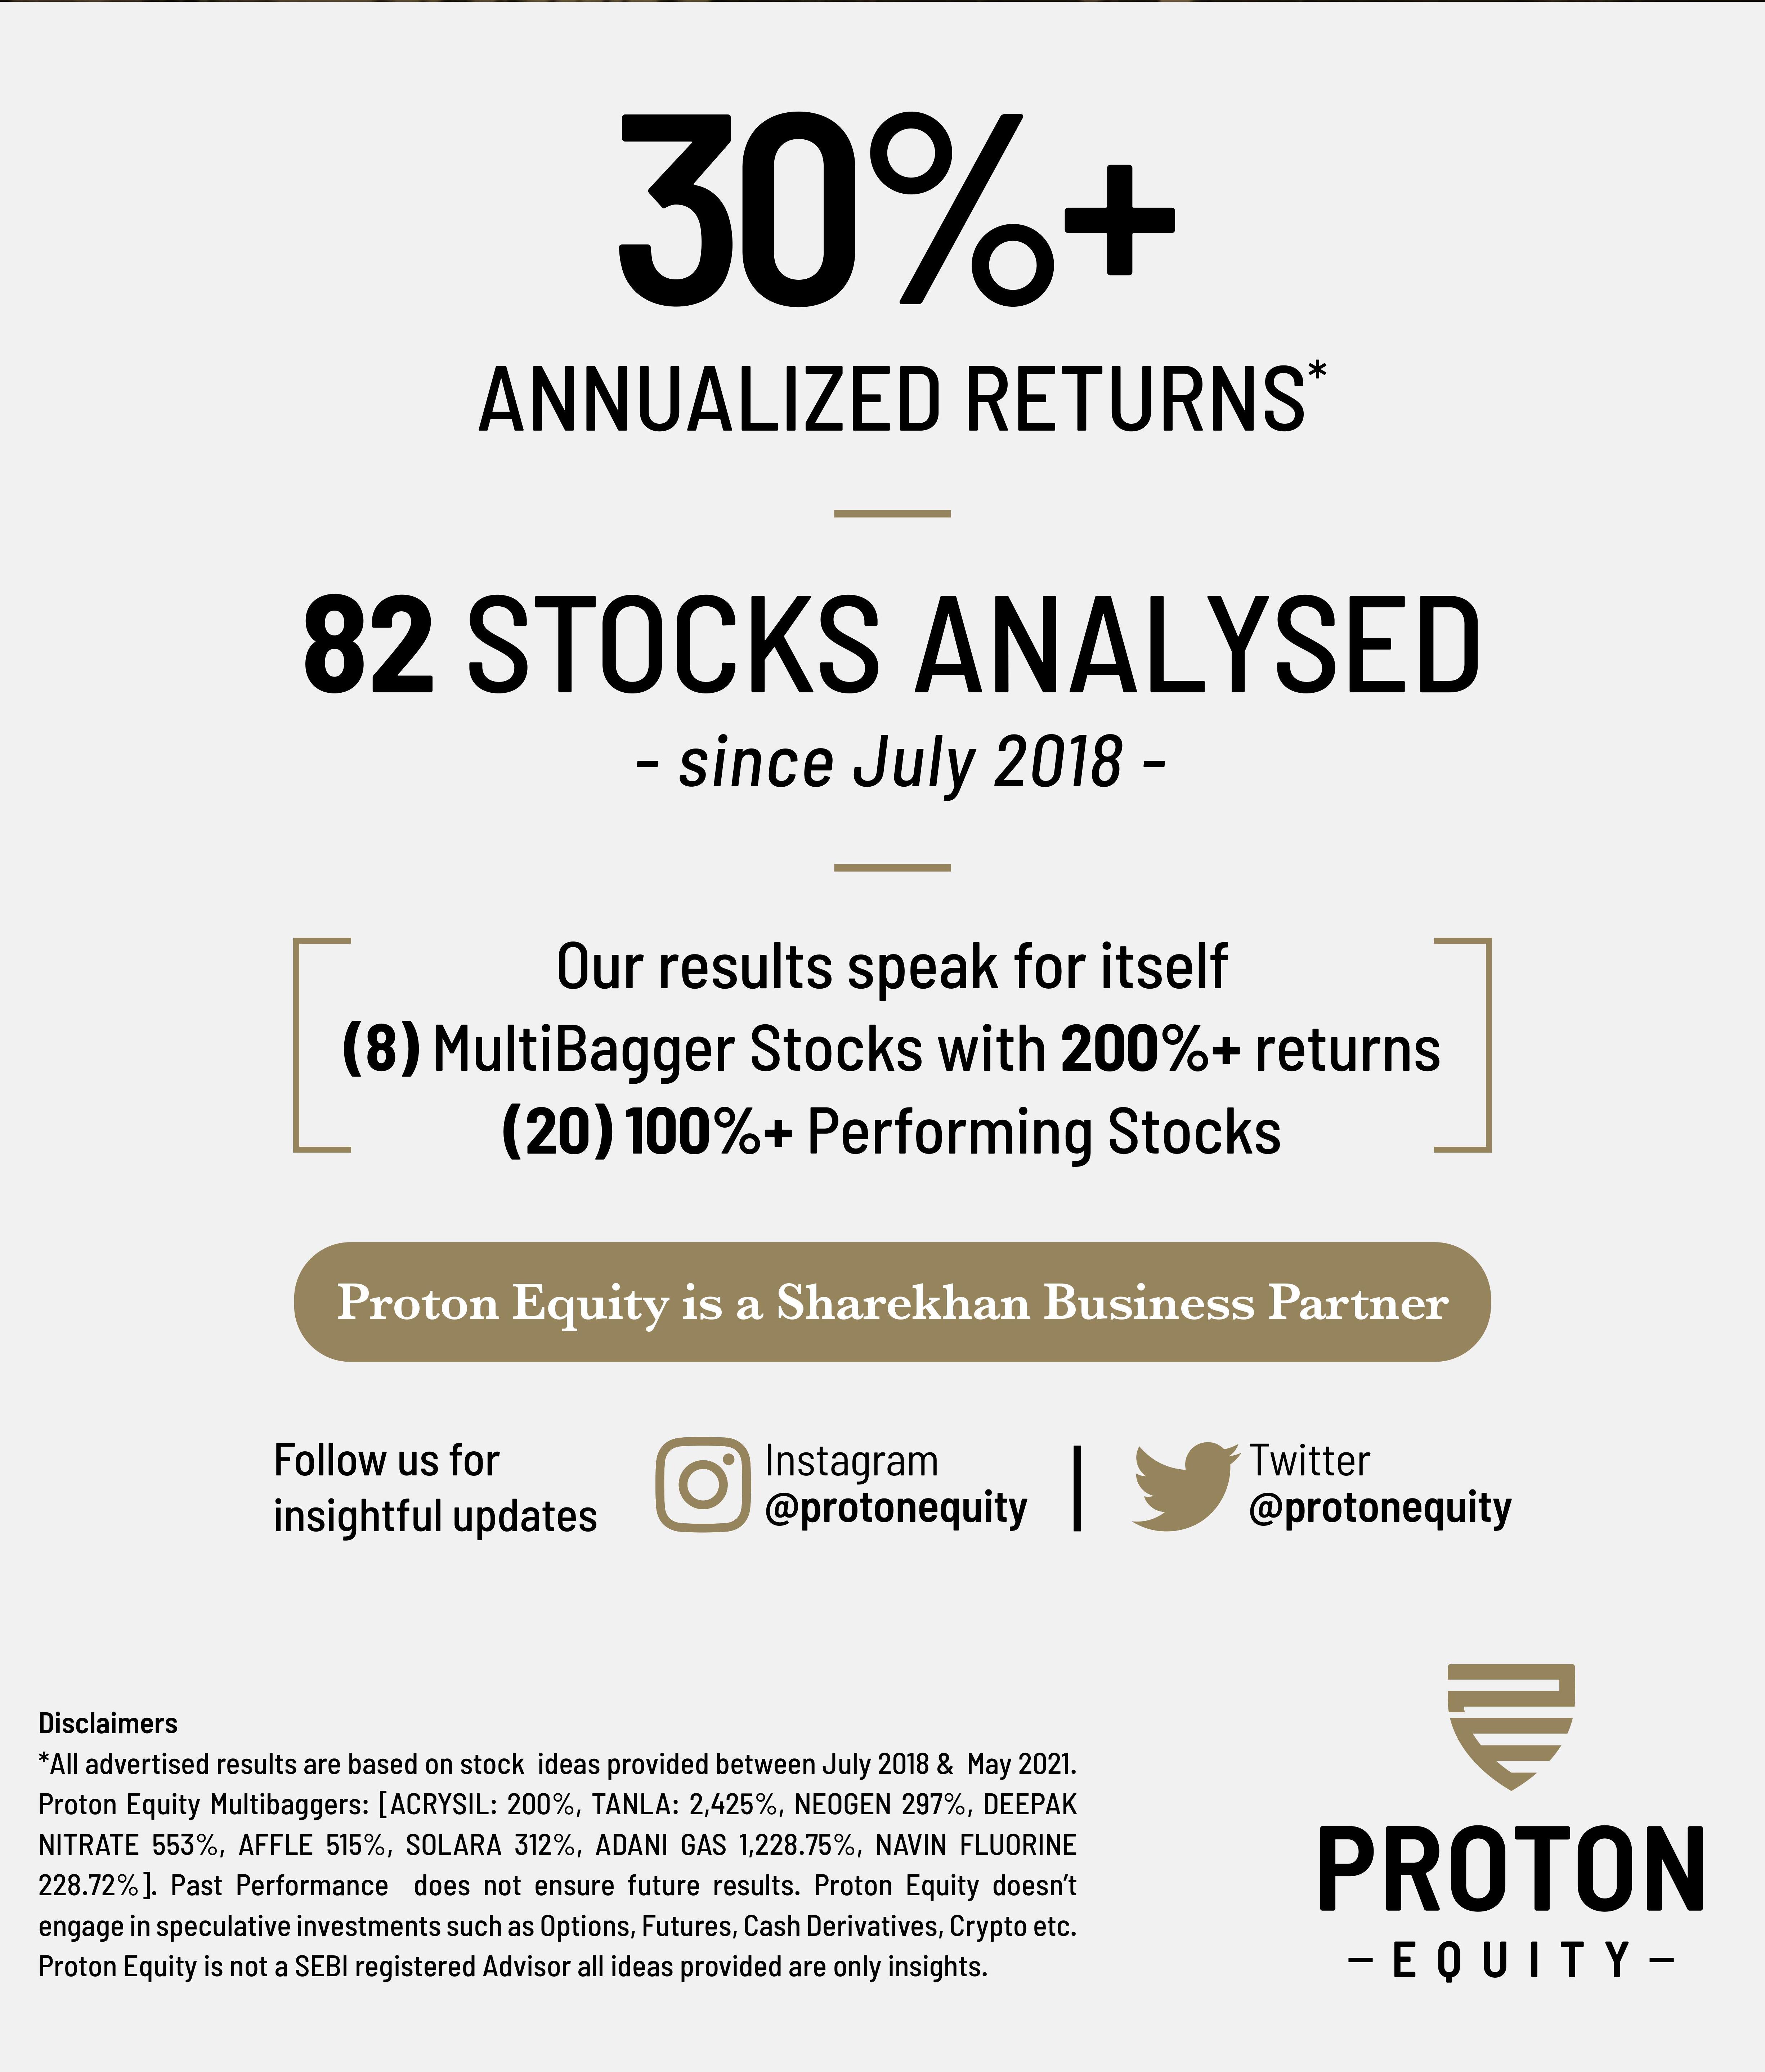 30%+
ANNUALIZED RETURNS*
82 STOCKS ANALYSED
- since July 2018 -
Our results speak for itself
(8) MultiBagger Stocks with 200%+ returns
(20) 100%+ Performing Stocks
Proton Equity is a Sharekhan Business Partner
Follow us for
insightful updates
Instagram
@protonequity
Twitter
@protonequity
Disclaimers
*All advertised results are based on stock ideas provided between July 2018 & May 2021.
Proton Equity Multibaggers: [ACRYSIL: 200%, TANLA: 2,425%, NEOGEN 297%, DEEPAK
NITRATE 553%, AFFLE 515%, SOLARA 312%, ADANI GAS 1,228.75%, NAVIN FLUORINE
228.72%]. Past Performance does not ensure future results. Proton Equity doesn't
engage in speculative investments such as Options, Futures, Cash Derivatives, Crypto etc.
Proton Equity is not a SEBI registered Advisor all ideas provided are only insights.
PROTON
– EQUITY –